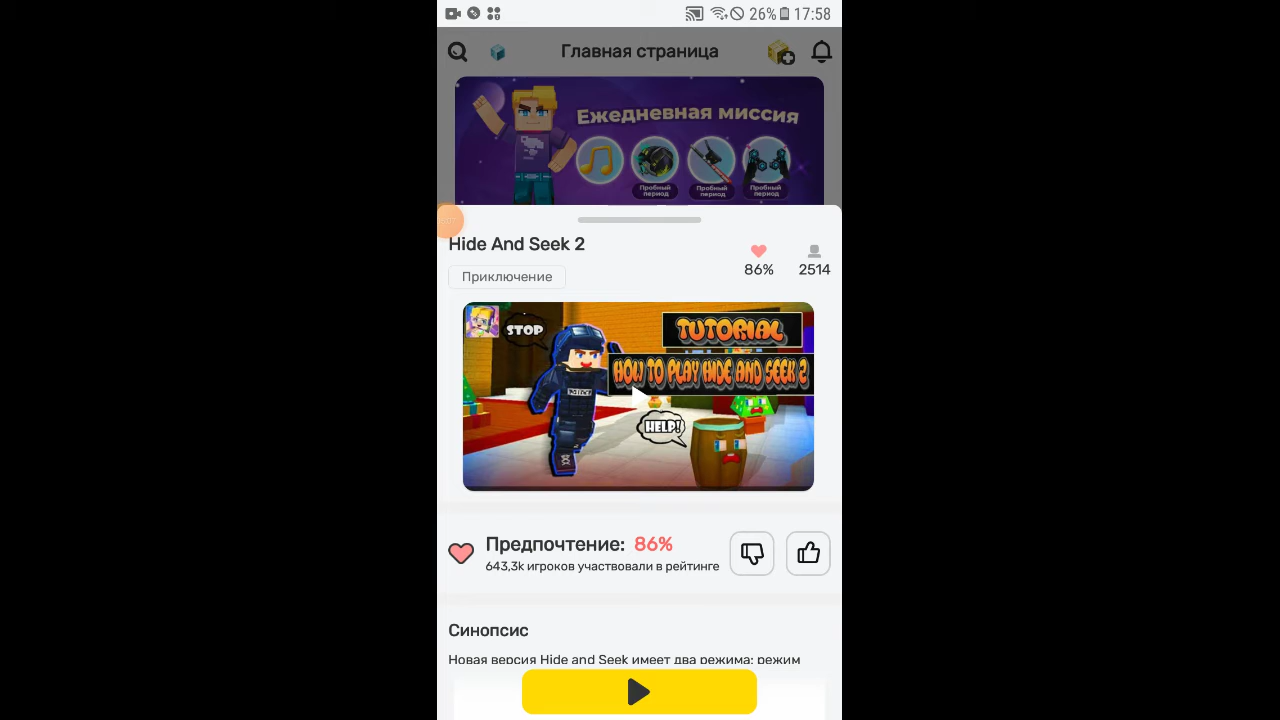 26% 17:58
Главная страница
Ежедневная миссия
Пробный период
Пробный период
Пробный период
Hide And Seek 2
86% 2514
Приключение
STOP
TUTORIAL
HOW TO PLAY HIDE AND SEEK 2
HELP!
Предпочтение: 86%
643,3k игроков участвовали в рейтинге
Синопсис
Новая версия Hide and Seek имеет два режима: режим